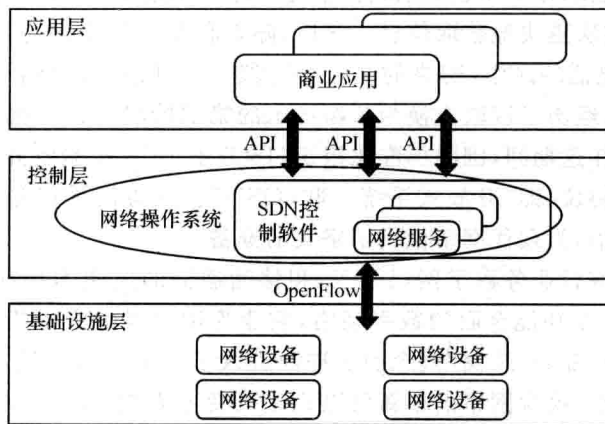 应用层
商业应用
API
API
API
控制层
网络操作系统
SDN控
制软件
网络服务
OpenFlow
基础设施层
网络设备
网络设备
网络设备
网络设备